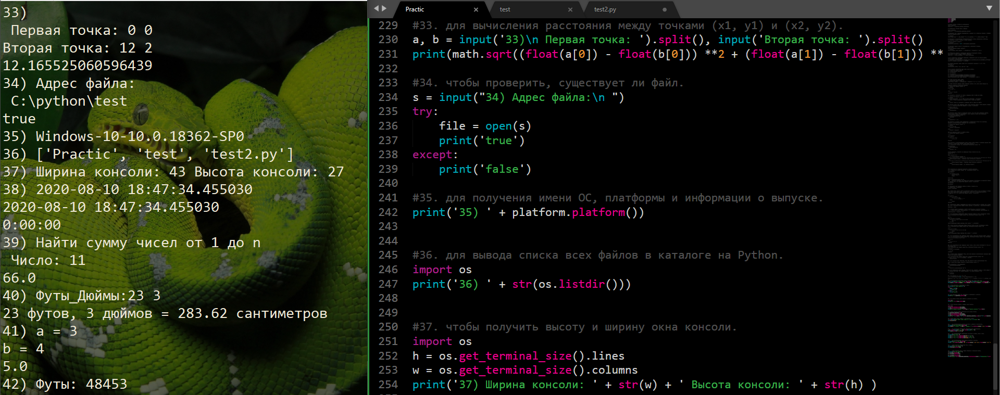 33)
 Первая точка: 0 0
Вторая точка: 12 2
12.165525060596439
34) Адрес файла:
 C:\python\test
true
35) Windows-10-10.0.18362-SP0
36) ['Practic', 'test', 'test2.py']
37) Ширина консоли: 43 Высота консоли: 27
38) 2020-08-10 18:47:34.455030
2020-08-10 18:47:34.455030
0:00:00
39) Найти сумму чисел от 1 до n
 Число: 11
66.0
40) Футы_Дюймы:23 3
23 футов, 3 дюймов = 283.62 сантиметров
41) a = 3
b = 4
5.0
42) Футы: 48453
Practic
test
test2.py
229 #33. для вычисления расстояния между точками (x1, y1) и (x2, y2).
230 a, b = input('33)\n Первая точка: ').split(), input('Вторая точка: ').split()
231 print(math.sqrt((float(a[0]) - float(b[0])) **2 + (float(a[1]) - float(b[1])) **
232
233 #34. чтобы проверить, существует ли файл.
234 s = input("34) Адрес файла:\n ")
235 try:
236     file = open(s)
237     print('true')
238 except:
239     print('false')
240
241 #35. для получения имени ОС, платформы и информации о выпуске.
242 print('35) ' + platform.platform())
243
244
245 #36. для вывода списка всех файлов в каталоге на Python.
246 import os
247 print('36) ' + str(os.listdir()))
248
249
250 #37. чтобы получить высоту и ширину окна консоли.
251 import os
252 h = os.get_terminal_size().lines
253 w = os.get_terminal_size().columns
254 print('37) Ширина консоли: ' + str(w) + ' Высота консоли: ' + str(h) )